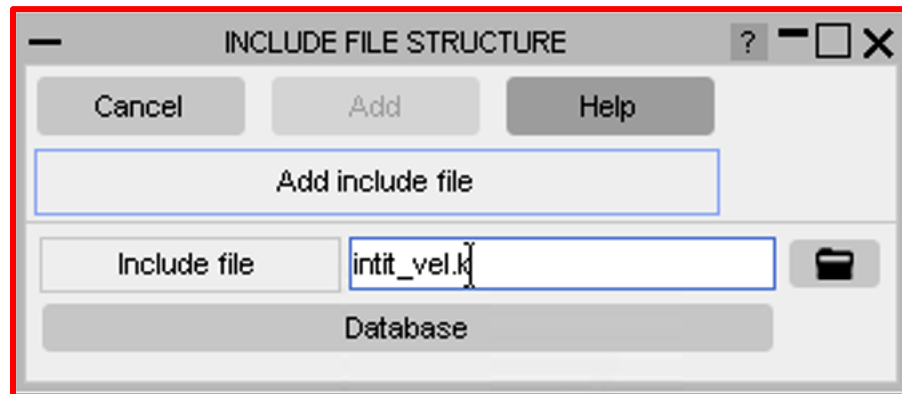 INCLUDE FILE STRUCTURE ?
Cancel Add Help
Add include file
Include file intit_vel.k
Database